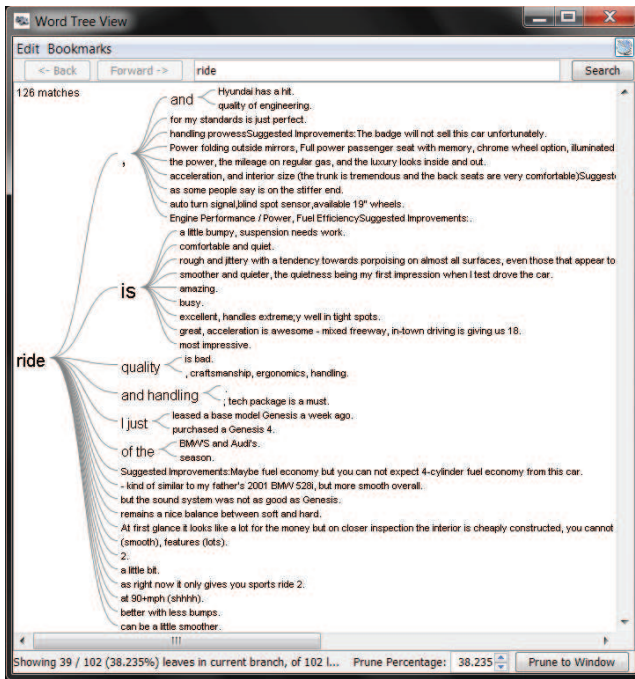 Word Tree View
Edit Bookmarks
<- Back Forward -> ride Search
126 matches
ride
,
and
Hyundai has a hit.
quality of engineering.
for my standards is just perfect.
handling prowessSuggested Improvements:The badge will not sell this car unfortunately.
Power folding outside mirrors, Full power passenger seat with memory, chrome wheel option, illuminated
the power, the mileage on regular gas, and the luxury looks inside and out.
acceleration, and interior size (the trunk is tremendous and the back seats are very comfortable)Suggest
as some people say is on the stiffer end.
auto turn signal,blind spot sensor,available 19" wheels.
Engine Performance / Power, Fuel EfficiencySuggested Improvements:.
is
a little bumpy, suspension needs work.
comfortable and quiet.
rough and jittery with a tendency towards porpoising on almost all surfaces, even those that appear to
smoother and quieter, the quietness being my first impression when I test drove the car.
amazing.
busy.
excellent, handles extreme;y well in tight spots.
great, acceleration is awesome - mixed freeway, in-town driving is giving us 18.
most impressive.
quality
is bad.
, craftsmanship, ergonomics, handling.
and handling
.
; tech package is a must.
I just
leased a base model Genesis a week ago.
purchased a Genesis 4.
of the
BMW'S and Audi's.
season.
Suggested Improvements:Maybe fuel economy but you can not expect 4-cylinder fuel economy from this car.
- kind of similar to my father's 2001 BMW 528i, but more smooth overall.
but the sound system was not as good as Genesis.
remains a nice balance between soft and hard.
At first glance it looks like a lot for the money but on closer inspection the interior is cheaply constructed, you cannot
(smooth), features (lots).
2.
a little bit.
as right now it only gives you sports ride 2.
at 90+mph (shhhh).
better with less bumps.
can be a little smoother.
Showing 39 / 102 (38.235%) leaves in current branch, of 102 l... Prune Percentage: 38.235 Prune to Window